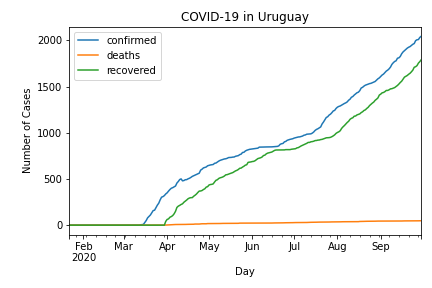 COVID-19 in Uruguay
confirmed
deaths
recovered
Number of Cases
2000
1500
1000
500
0
Feb Mar Apr May Jun Jul Aug Sep
2020
Day